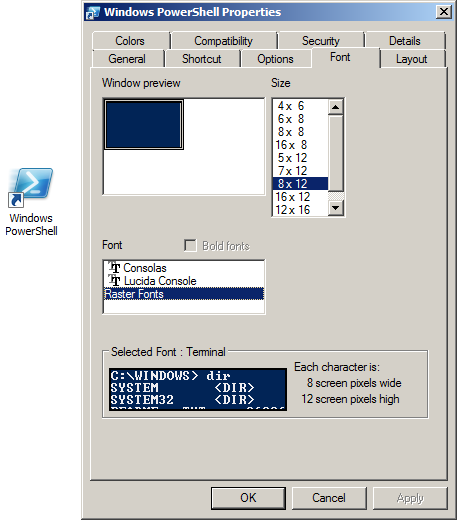 Windows PowerShell Properties
Colors Compatibility Security Details
General Shortcut Options Font Layout
Window preview
Size
4 x 6
6 x 8
8 x 8
16 x 8
5 x 12
7 x 12
8 x 12
16 x 12
12 x 16
Windows
PowerShell
Font
Bold fonts
Consolas
Lucida Console
Raster Fonts
Selected Font : Terminal
C:\WINDOWS> dir
SYSTEM <DIR>
SYSTEM32 <DIR>
Each character is:
8 screen pixels wide
12 screen pixels high
OK Cancel Apply